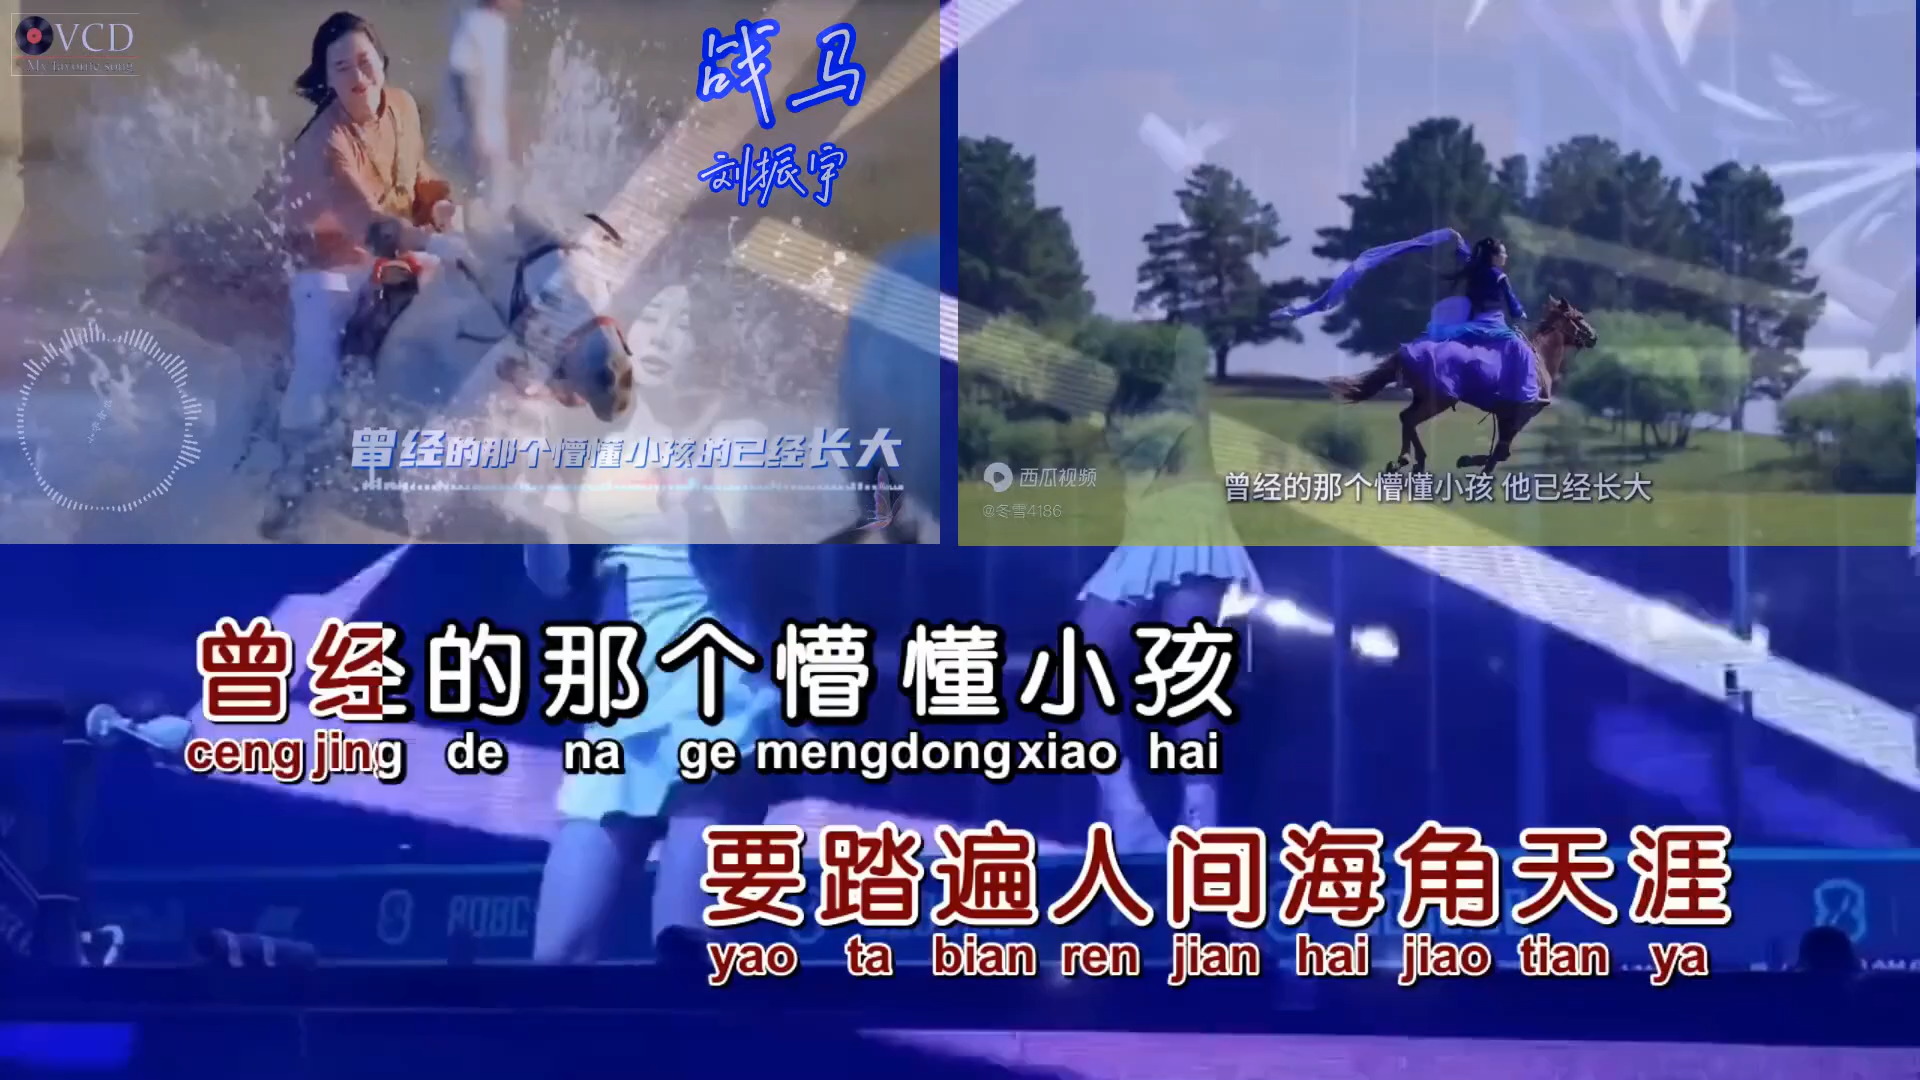 VCD
My favorite song
战马
刘振宇
曾经的那个懵懂小孩的已经长大
西瓜视频
@冬雪4186
曾经的那个懵懂小孩 他已经长大
曾经的那个懵懂小孩
ceng jing de na ge mengdongxiao hai
要踏遍人间海角天涯
yao ta bian ren jian hai jiao tian ya